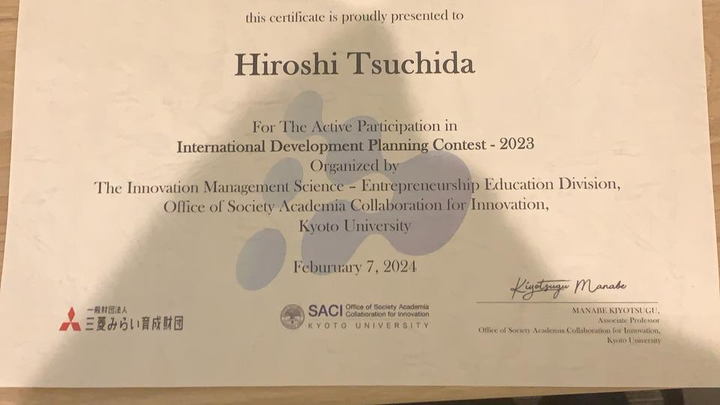 this certificate is proudly presented to
Hiroshi Tsuchida
For The Active Participation in
International Development Planning Contest - 2023
Organized by
The Innovation Management Science – Entrepreneurship Education Division,
Office of Society Academia Collaboration for Innovation,
Kyoto University
Feburuary 7, 2024
一般財団法人
三菱みらい育成財団
SACI Office of Society Academia
Collaboration for Innovation
KYOTO UNIVERSITY
Kiyotsugu Manabe
MANABE KIYOTSUGU,
Associate Professor
Office of Society Academia Collaboration for Innovation,
Kyoto University